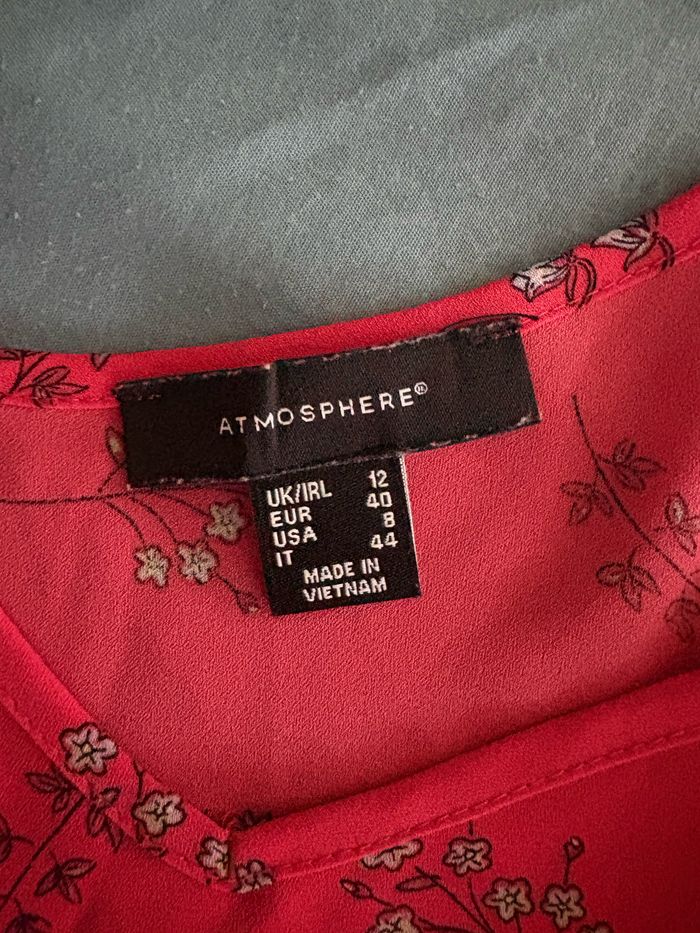 ATMOSPHERE®
UK/IRL 12
EUR 40
USA 8
IT 44
MADE IN
VIETNAM